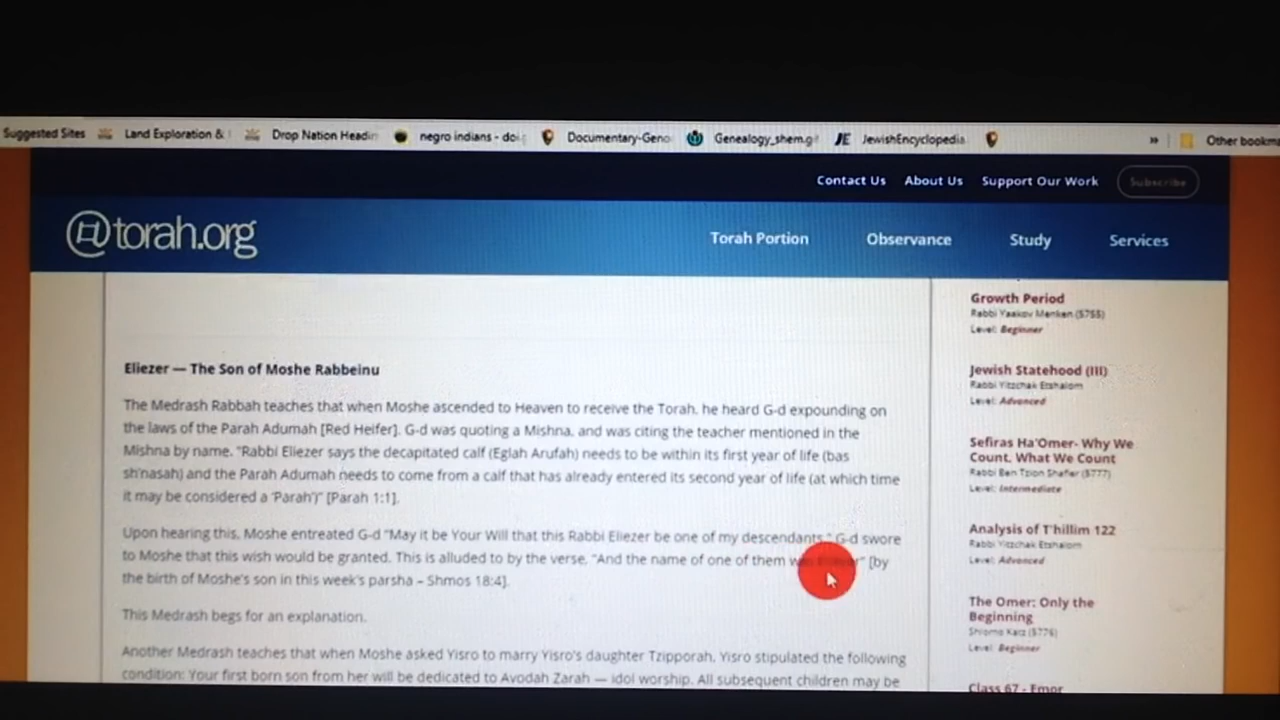 Suggested Sites Land Exploration & Drop Nation Headin negro indians - doi Documentary-Geno Genealogy_shem.gi JewishEncyclopedia » Other bookma
Contact Us About Us Support Our Work Subscribe
@torah.org Torah Portion Observance Study Services
Eliezer — The Son of Moshe Rabbeinu
The Medrash Rabbah teaches that when Moshe ascended to Heaven to receive the Torah, he heard G-d expounding on
the laws of the Parah Adumah [Red Heifer]. G-d was quoting a Mishna, and was citing the teacher mentioned in the
Mishna by name. "Rabbi Eliezer says the decapitated calf (Eglah Arufah) needs to be within its first year of life (bas
sh'nasah) and the Parah Adumah needs to come from a calf that has already entered its second year of life (at which time
it may be considered a 'Parah')" [Parah 1:1].
Upon hearing this, Moshe entreated G-d "May it be Your Will that this Rabbi Eliezer be one of my descendants." G-d swore
to Moshe that this wish would be granted. This is alluded to by the verse, "And the name of one of them [by
the birth of Moshe's son in this week's parsha – Shmos 18:4].
This Medrash begs for an explanation.
Another Medrash teaches that when Moshe asked Yisro to marry Yisro's daughter Tzipporah, Yisro stipulated the following
condition: Your first born son from her will be dedicated to Avodah Zarah — idol worship. All subsequent children may be
Growth Period
Rabbi Yaakov Menken (5755)
Level: Beginner
Jewish Statehood (III)
Rabbi Yitzchak Etshalom
Level: Advanced
Sefiras Ha'Omer- Why We
Count, What We Count
Rabbi Ben Tzion Shafier (5777)
Level: Intermediate
Analysis of T'hillim 122
Rabbi Yitzchak Etshalom
Level: Advanced
The Omer: Only the
Beginning
Shlomo Katz (5776)
Level: Beginner
Class 67 - Emor